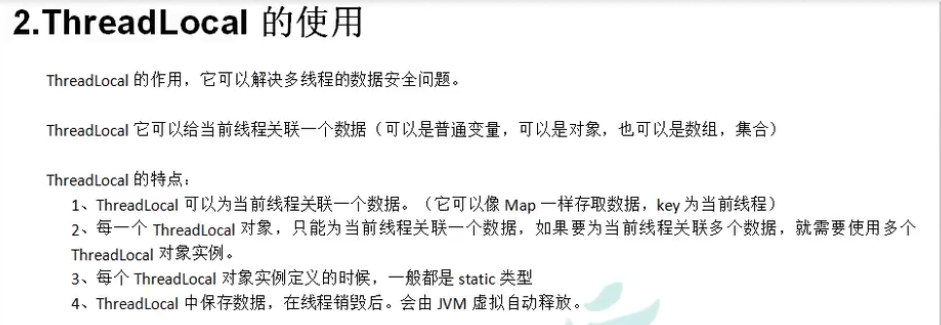 2.ThreadLocal 的使用
ThreadLocal 的作用，它可以解决多线程的数据安全问题。
ThreadLocal 它可以给当前线程关联一个数据（可以是普通变量，可以是对象，也可以是数组，集合）
ThreadLocal 的特点：
1、ThreadLocal 可以为当前线程关联一个数据。（它可以像 Map 一样存取数据，key 为当前线程）
2、每一个 ThreadLocal 对象，只能为当前线程关联一个数据，如果要为当前线程关联多个数据，就需要使用多个
ThreadLocal 对象实例。
3、每个 ThreadLocal 对象实例定义的时候，一般都是 static 类型
4、ThreadLocal 中保存数据，在线程销毁后。会由 JVM 虚拟自动释放。